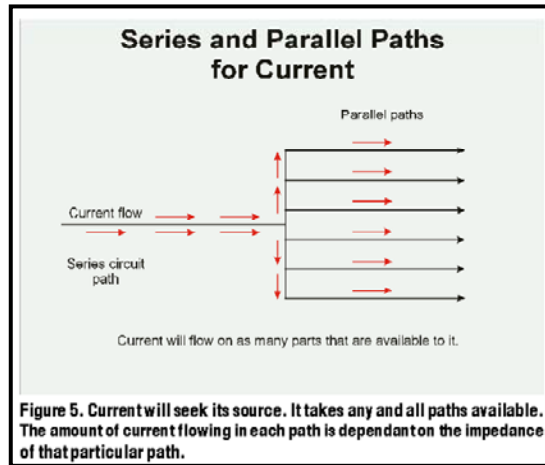 Series and Parallel Paths
for Current
Parallel paths
Current flow
Series circuit
path
Current will flow on as many parts that are available to it.
Figure 5. Current will seek its source. It takes any and all paths available.
The amount of current flowing in each path is dependant on the impedance
of that particular path.